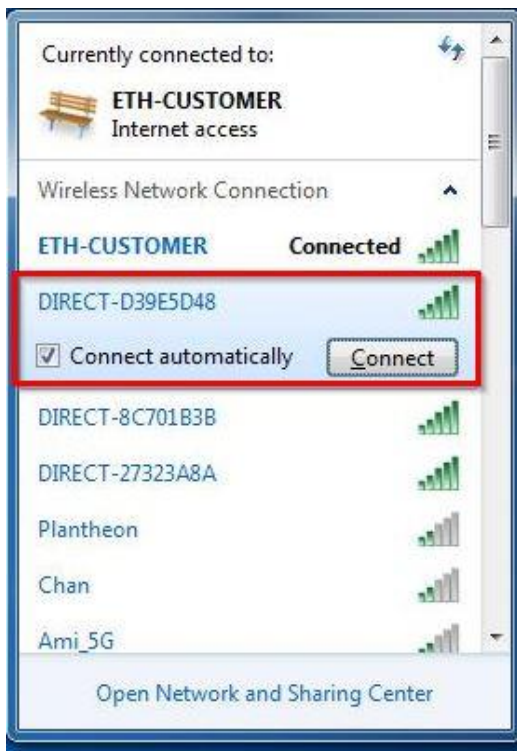 Currently connected to:
ETH-CUSTOMER
Internet access
Wireless Network Connection
ETH-CUSTOMER Connected
DIRECT-D39E5D48
Connect automatically Connect
DIRECT-8C701B3B
DIRECT-27323A8A
Plantheon
Chan
Ami_5G
Open Network and Sharing Center